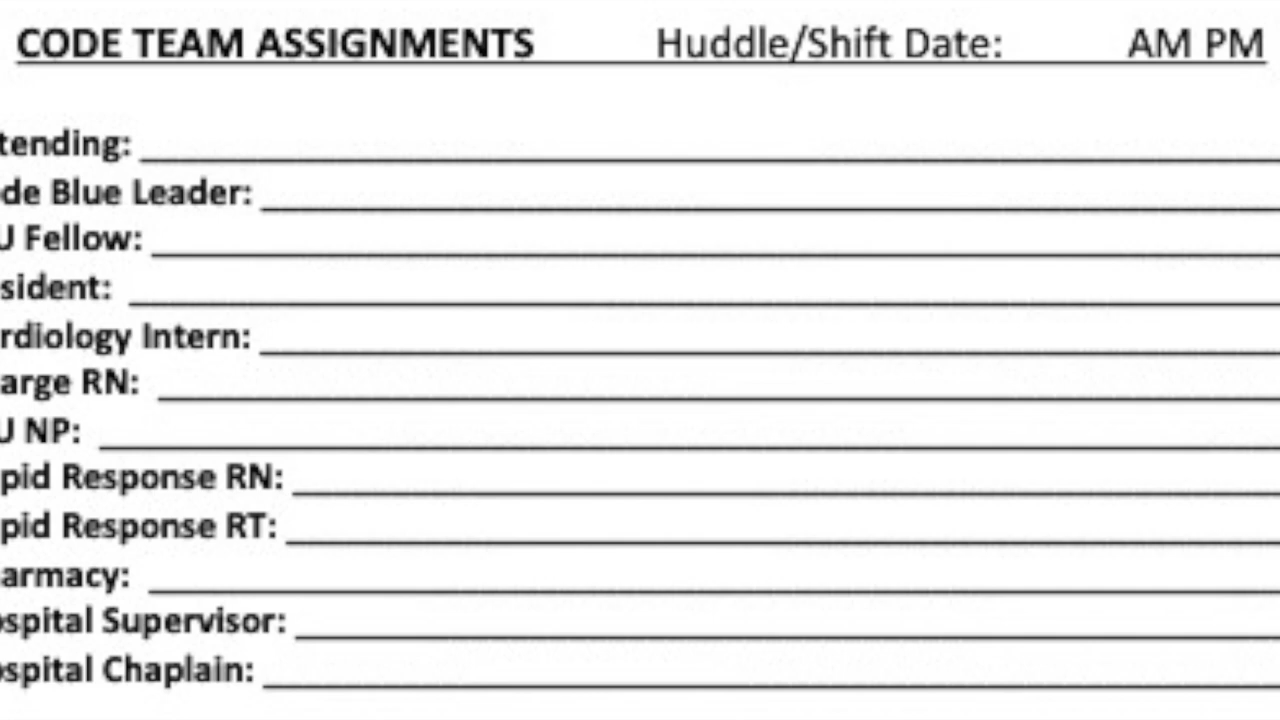 CODE TEAM ASSIGNMENTS Huddle/Shift Date: AM PM
tending:
de Blue Leader:
U Fellow:
sident:
rdiology Intern:
arge RN:
U NP:
pid Response RN:
pid Response RT:
armacy:
spital Supervisor:
spital Chaplain: